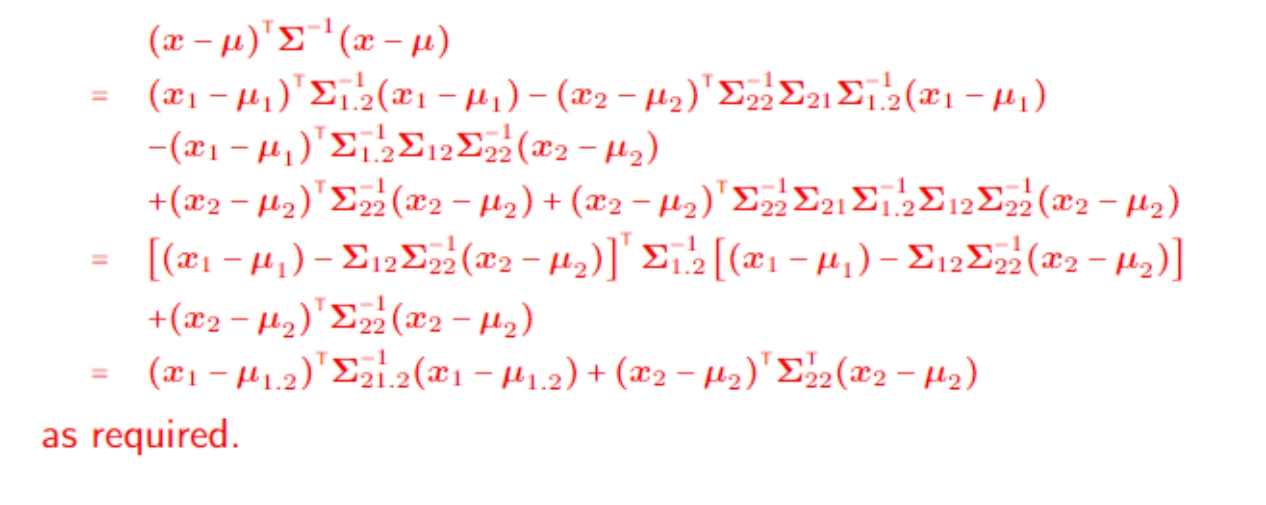 (x − μ)ᵀΣ⁻¹(x − μ)
= (x₁ − μ₁)ᵀΣ₁.₂⁻¹(x₁ − μ₁) − (x₂ − μ₂)ᵀΣ₂₂⁻¹Σ₂₁Σ₁.₂⁻¹(x₁ − μ₁)
−(x₁ − μ₁)ᵀΣ₁.₂⁻¹Σ₁₂Σ₂₂⁻¹(x₂ − μ₂)
+(x₂ − μ₂)ᵀΣ₂₂⁻¹(x₂ − μ₂) + (x₂ − μ₂)ᵀΣ₂₂⁻¹Σ₂₁Σ₁.₂⁻¹Σ₁₂Σ₂₂⁻¹(x₂ − μ₂)
= [(x₁ − μ₁) − Σ₁₂Σ₂₂⁻¹(x₂ − μ₂)]ᵀ Σ₁.₂⁻¹ [(x₁ − μ₁) − Σ₁₂Σ₂₂⁻¹(x₂ − μ₂)]
+(x₂ − μ₂)ᵀΣ₂₂⁻¹(x₂ − μ₂)
= (x₁ − μ₁.₂)ᵀΣ₂₁.₂⁻¹(x₁ − μ₁.₂) + (x₂ − μ₂)ᵀΣ₂₂ᵀ(x₂ − μ₂)
as required.